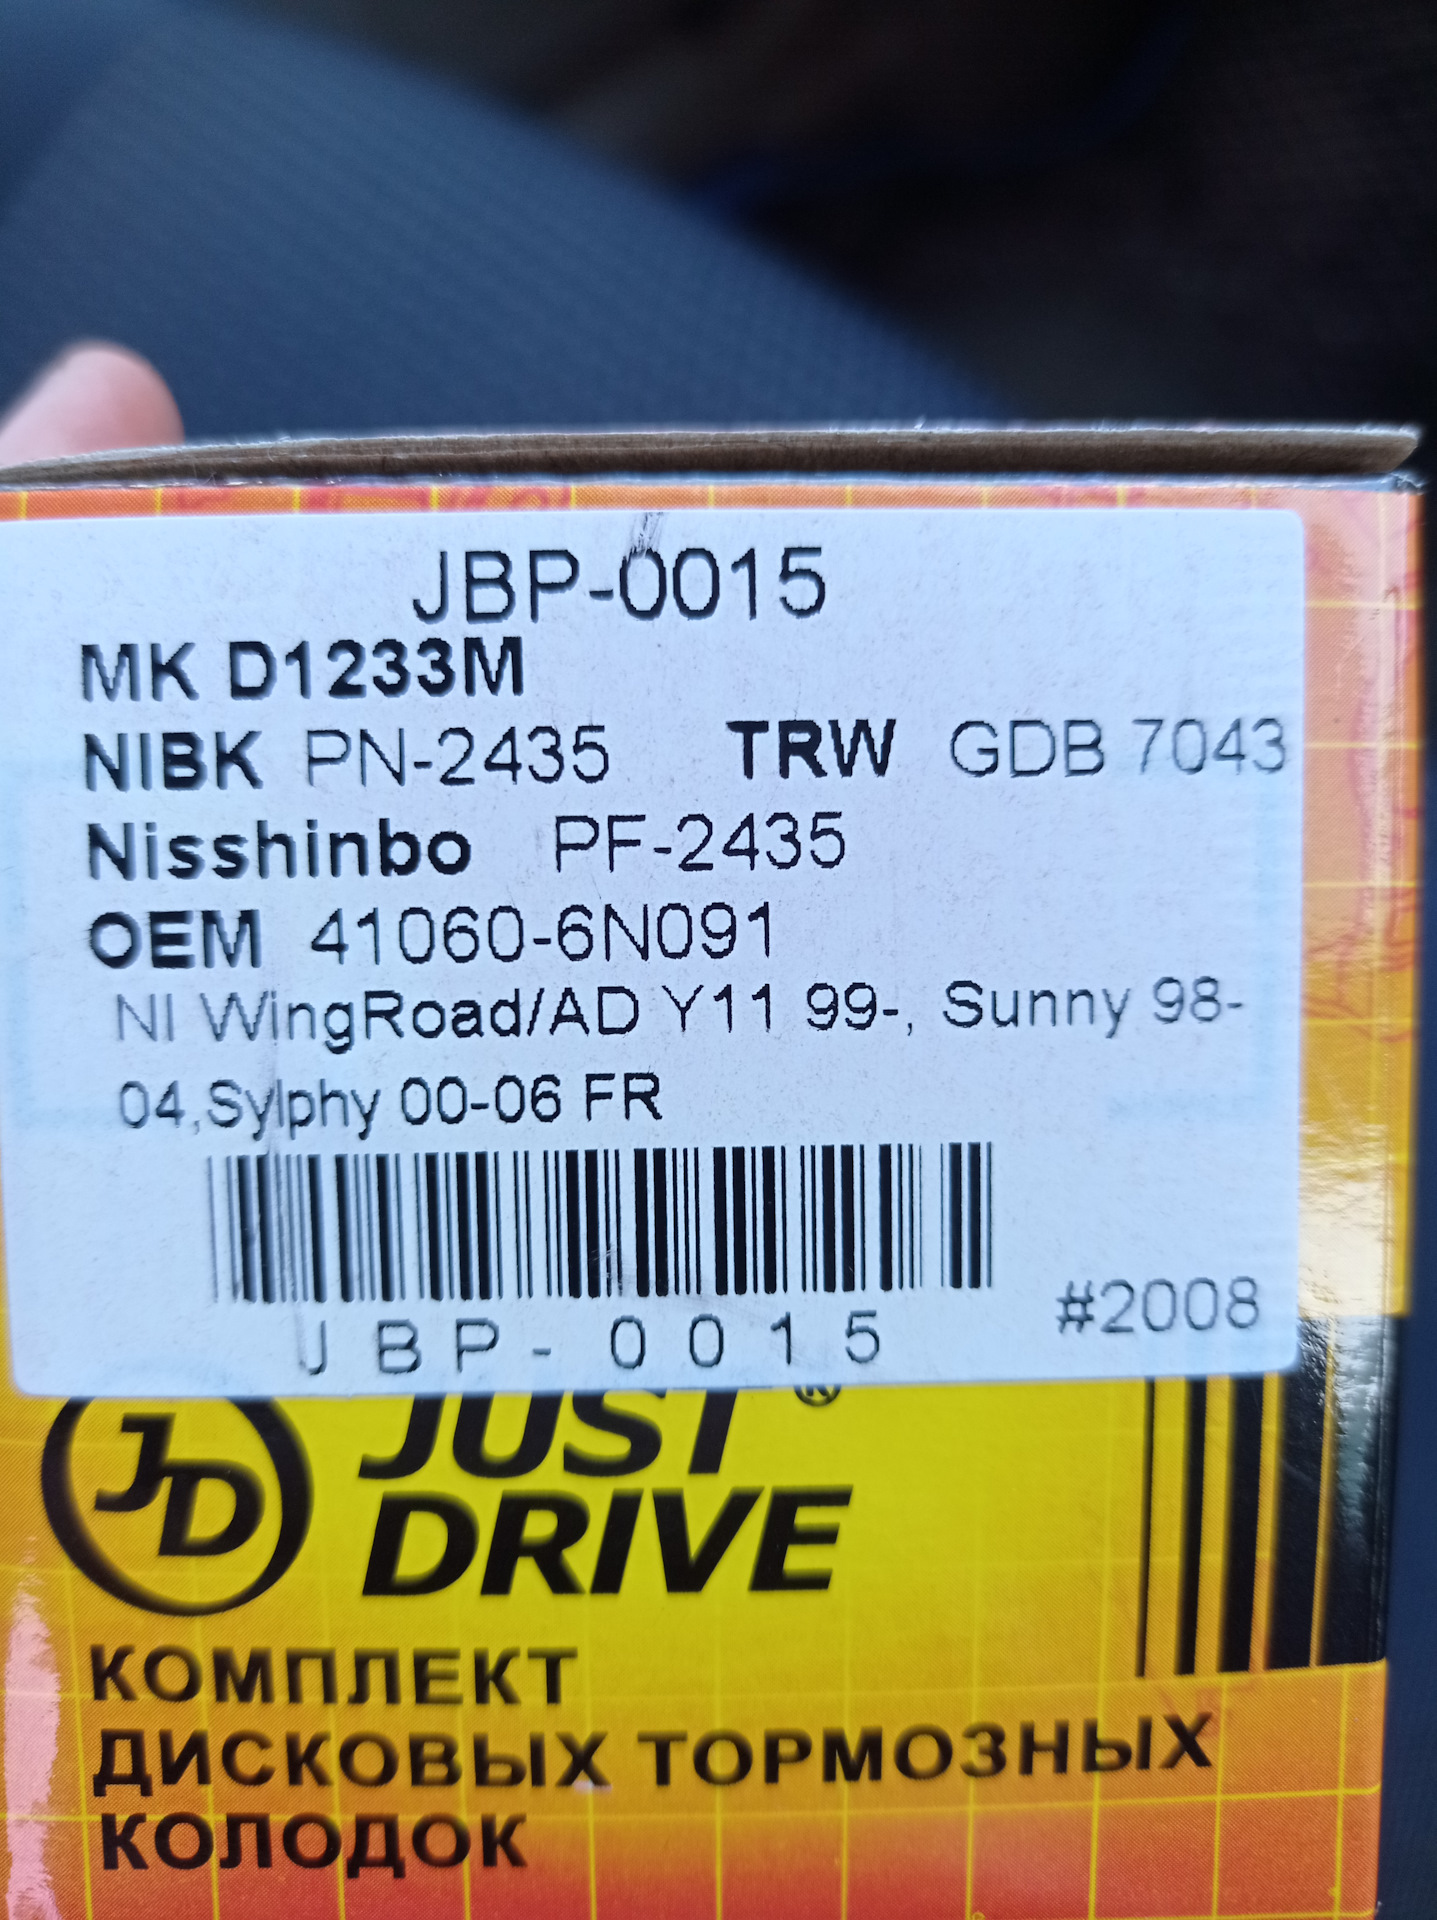 JBP-0015
MK D1233M
NIBK PN-2435 TRW GDB 7043
Nisshinbo PF-2435
OEM 41060-6N091
NI WingRoad/AD Y11 99-, Sunny 98-
04,Sylphy 00-06 FR
JBP-0015
#2008
JD
JUST ®
DRIVE
КОМПЛЕКТ
ДИСКОВЫХ ТОРМОЗНЫХ
КОЛОДОК